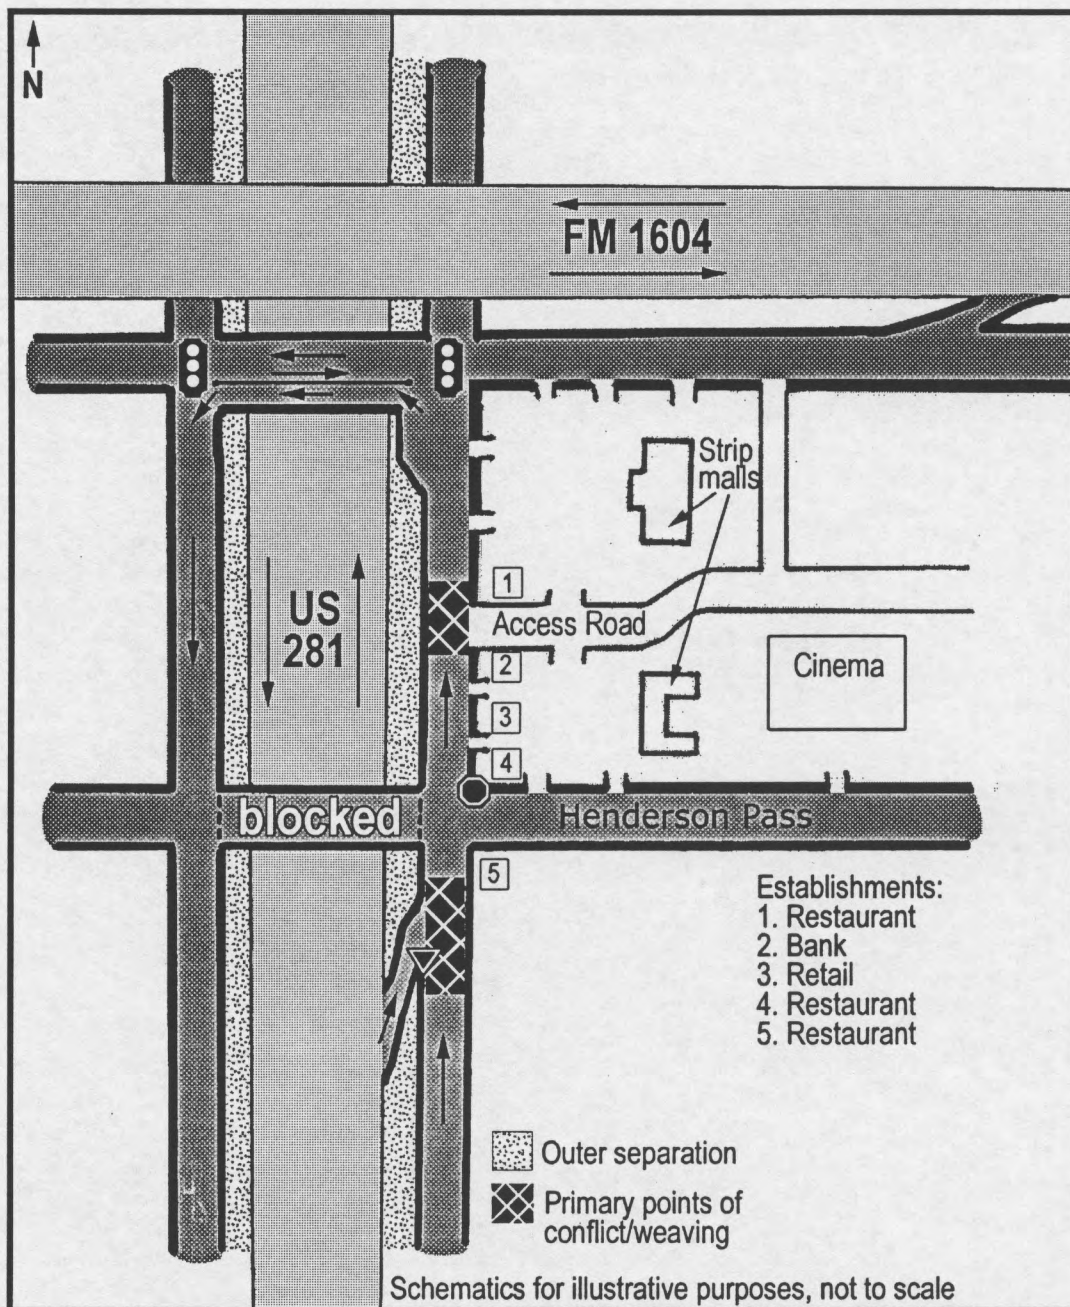 N
FM 1604
Strip
malls
1
US
281
Access Road
2
Cinema
3
4
blocked
Henderson Pass
5
Establishments:
1. Restaurant
2. Bank
3. Retail
4. Restaurant
5. Restaurant
Outer separation
Primary points of
conflict/weaving
Schematics for illustrative purposes, not to scale